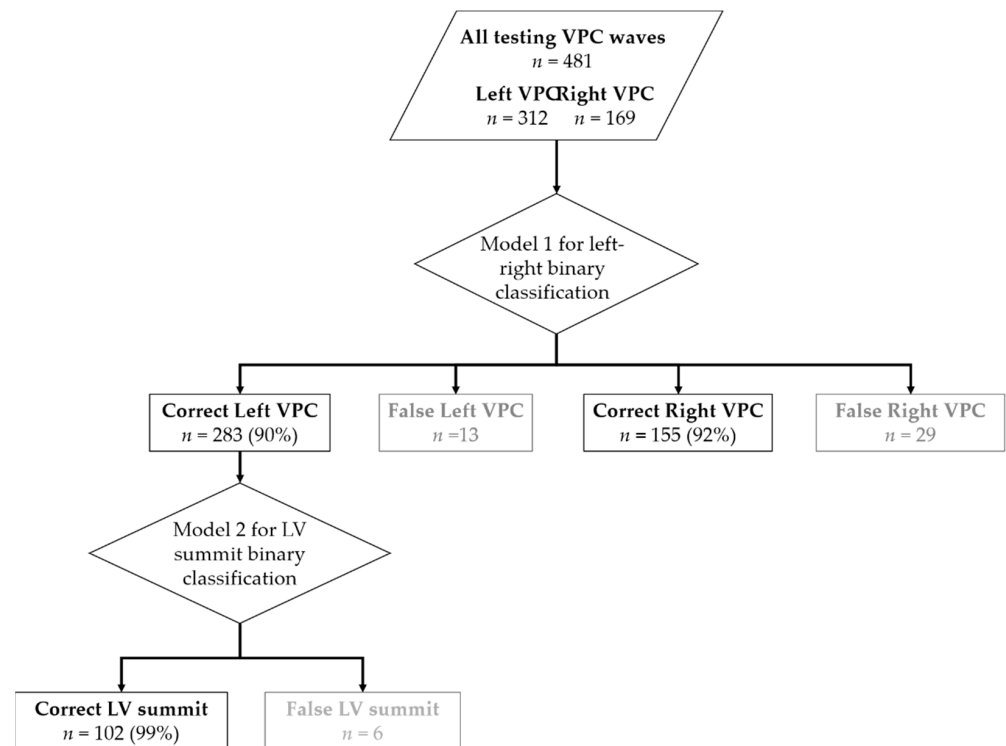 All testing VPC waves
n = 481
Left VPC Right VPC
n = 312 n = 169
Model 1 for left-
right binary
classification
Correct Left VPC
n = 283 (90%)
False Left VPC
n =13
Correct Right VPC
n = 155 (92%)
False Right VPC
n = 29
Model 2 for LV
summit binary
classification
Correct LV summit
n = 102 (99%)
False LV summit
n = 6